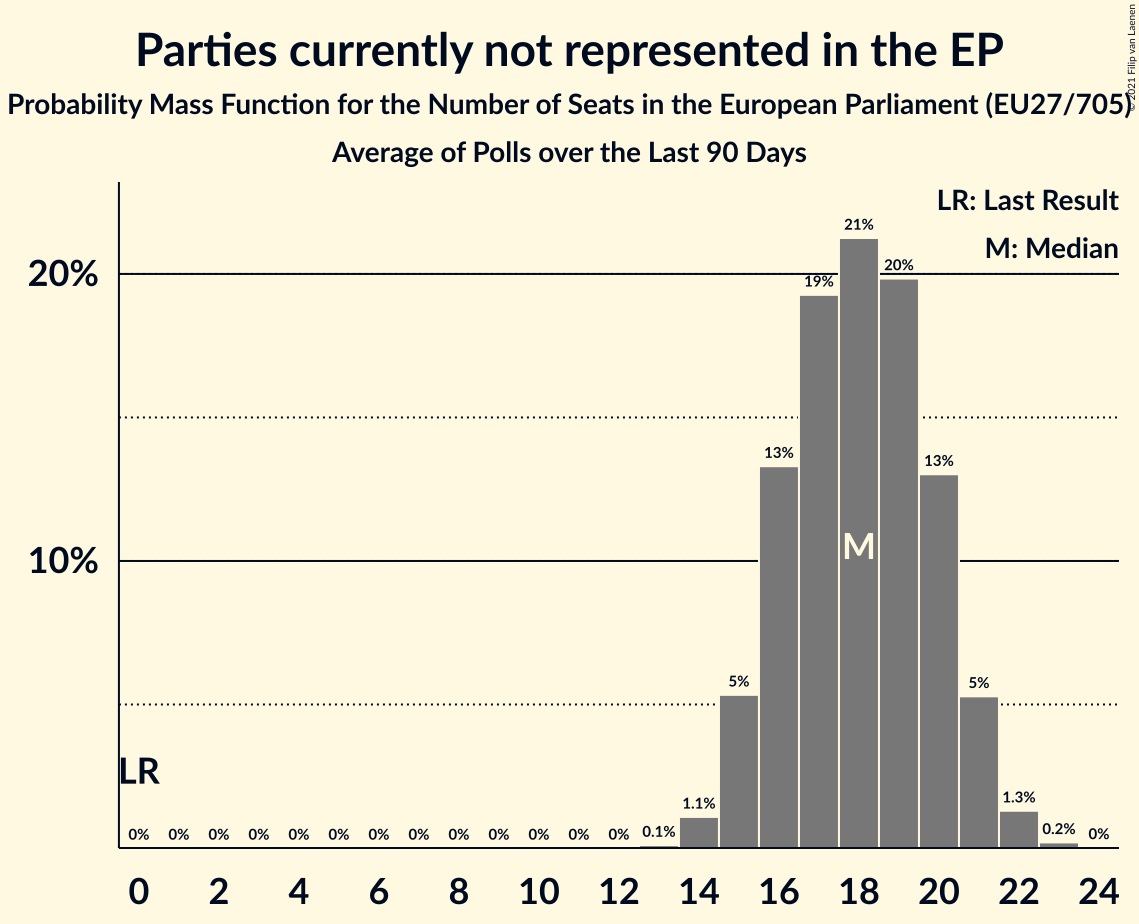 Parties currently not represented in the EP
Probability Mass Function for the Number of Seats in the European Parliament (EU27/705)
Average of Polls over the Last 90 Days
© 2021 Filip van Laenen
LR: Last Result
M: Median
20%
10%
21%
20%
19%
13%
13%
5%
5%
M
LR
0% 0% 0% 0% 0% 0% 0% 0% 0% 0% 0% 0% 0% 0.1% 1.1% 1.3% 0.2% 0%
0 2 4 6 8 10 12 14 16 18 20 22 24